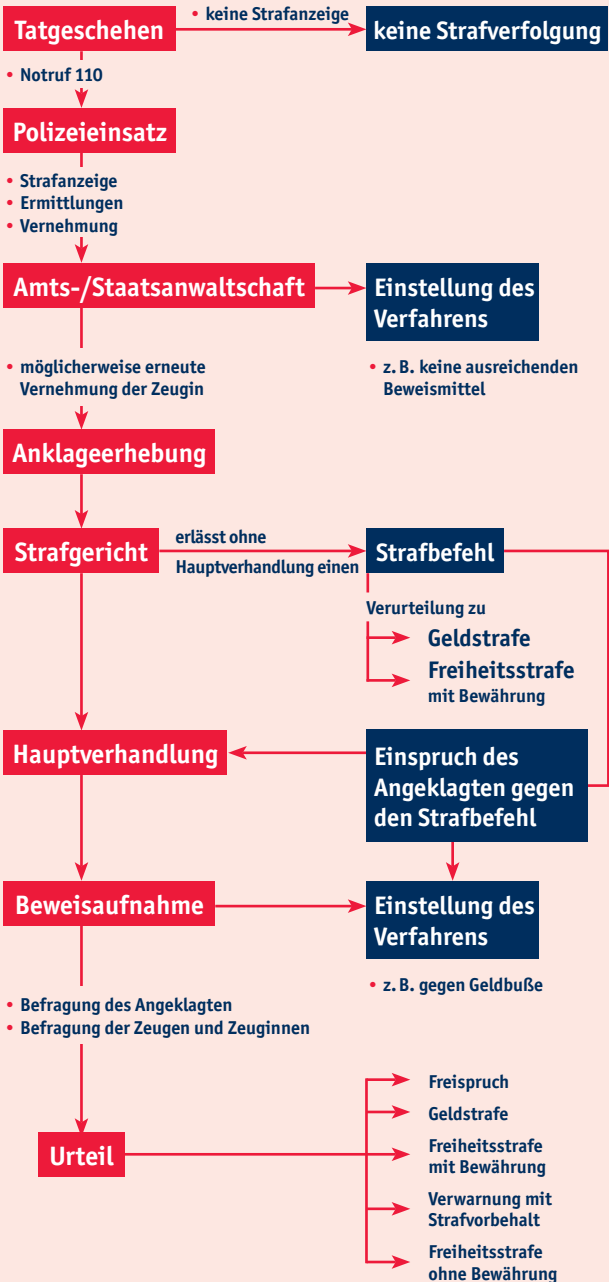 Tatgeschehen
• keine Strafanzeige
keine Strafverfolgung
• Notruf 110
Polizeieinsatz
• Strafanzeige
• Ermittlungen
• Vernehmung
Amts-/Staatsanwaltschaft
Einstellung des
Verfahrens
• möglicherweise erneute
Vernehmung der Zeugin
• z. B. keine ausreichenden
Beweismittel
Anklageerhebung
Strafgericht
erlässt ohne
Hauptverhandlung einen
Strafbefehl
Verurteilung zu
Geldstrafe
Freiheitsstrafe
mit Bewährung
Hauptverhandlung
Einspruch des
Angeklagten gegen
den Strafbefehl
Beweisaufnahme
Einstellung des
Verfahrens
• z. B. gegen Geldbuße
• Befragung des Angeklagten
• Befragung der Zeugen und Zeuginnen
Urteil
Freispruch
Geldstrafe
Freiheitsstrafe
mit Bewährung
Verwarnung mit
Strafvorbehalt
Freiheitsstrafe
ohne Bewährung